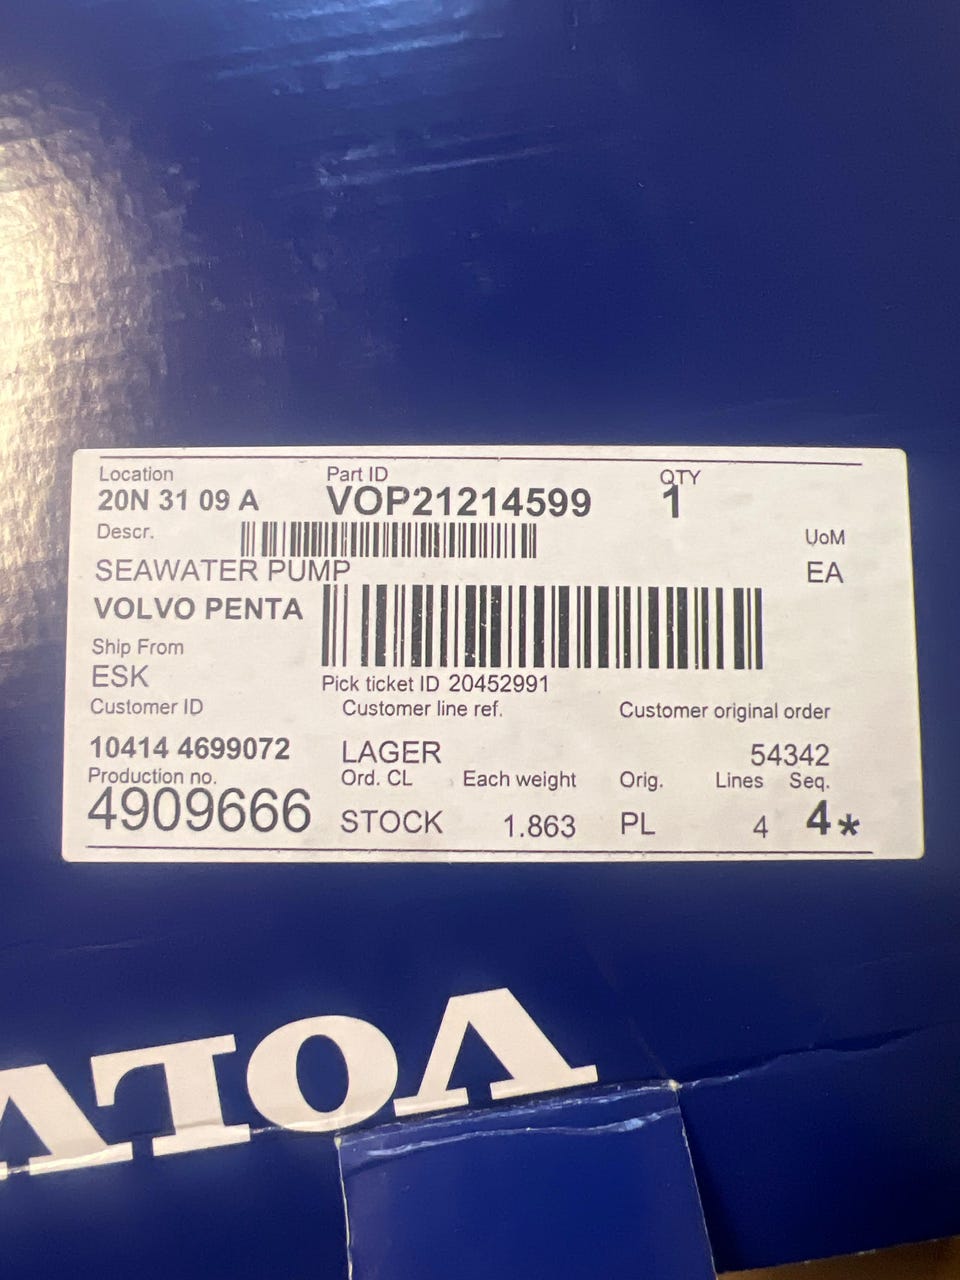 Location Part ID QTY
20N 31 09 A VOP21214599 1
Descr. UoM
SEAWATER PUMP EA
VOLVO PENTA
Ship From
ESK Pick ticket ID 20452991
Customer ID Customer line ref. Customer original order
10414 4699072 LAGER 54342
Production no. Ord. CL Each weight Orig. Lines Seq.
4909666 STOCK 1.863 PL 4 4*
VOLV